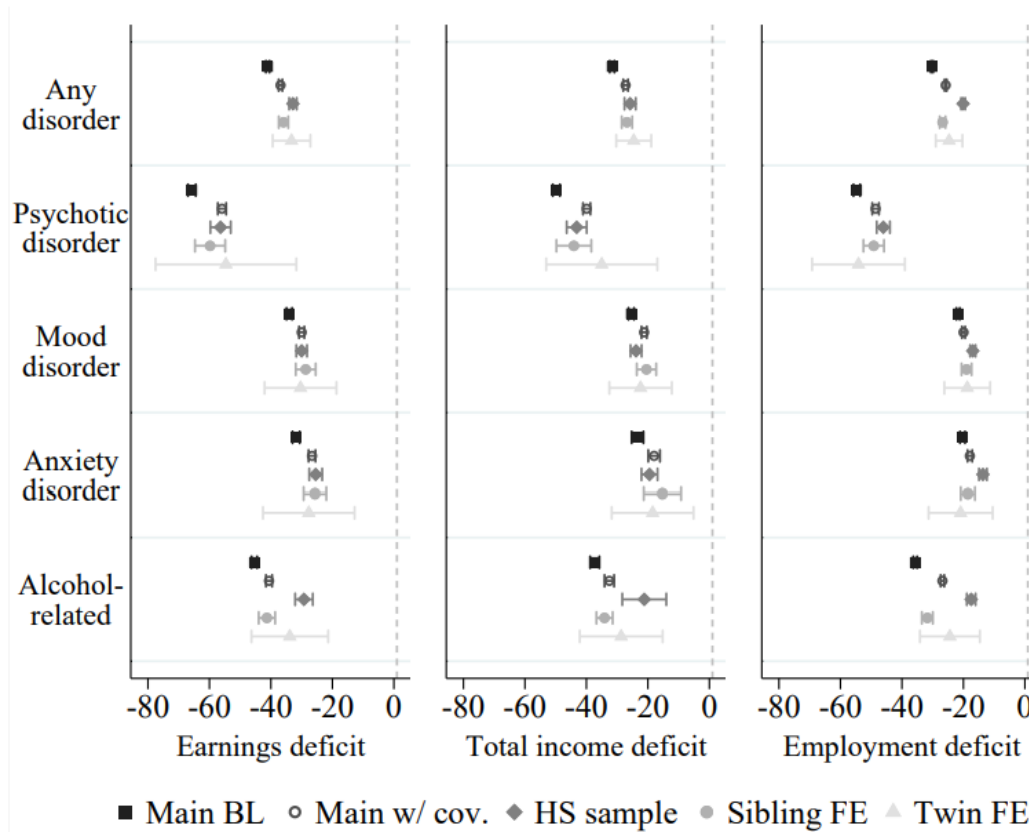 Any
disorder
Psychotic
disorder
Mood
disorder
Anxiety
disorder
Alcohol-
related
-80 -60 -40 -20 0
-80 -60 -40 -20 0
-80 -60 -40 -20 0
Earnings deficit
Total income deficit
Employment deficit
Main BL
Main w/ cov.
HS sample
Sibling FE
Twin FE